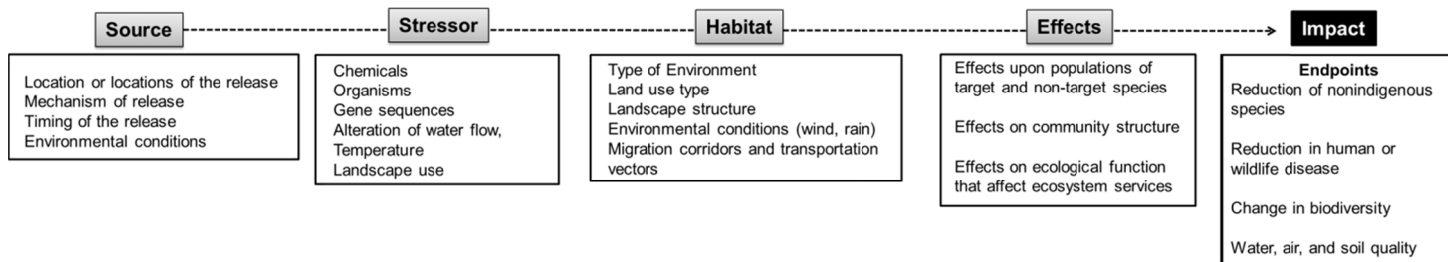 Source
Stressor
Habitat
Effects
Impact
Location or locations of the release
Mechanism of release
Timing of the release
Environmental conditions
Chemicals
Organisms
Gene sequences
Alteration of water flow,
Temperature
Landscape use
Type of Environment
Land use type
Landscape structure
Environmental conditions (wind, rain)
Migration corridors and transportation
vectors
Effects upon populations of
target and non-target species
Effects on community structure
Effects on ecological function
that affect ecosystem services
Endpoints
Reduction of nonindigenous
species
Reduction in human or
wildlife disease
Change in biodiversity
Water, air, and soil quality